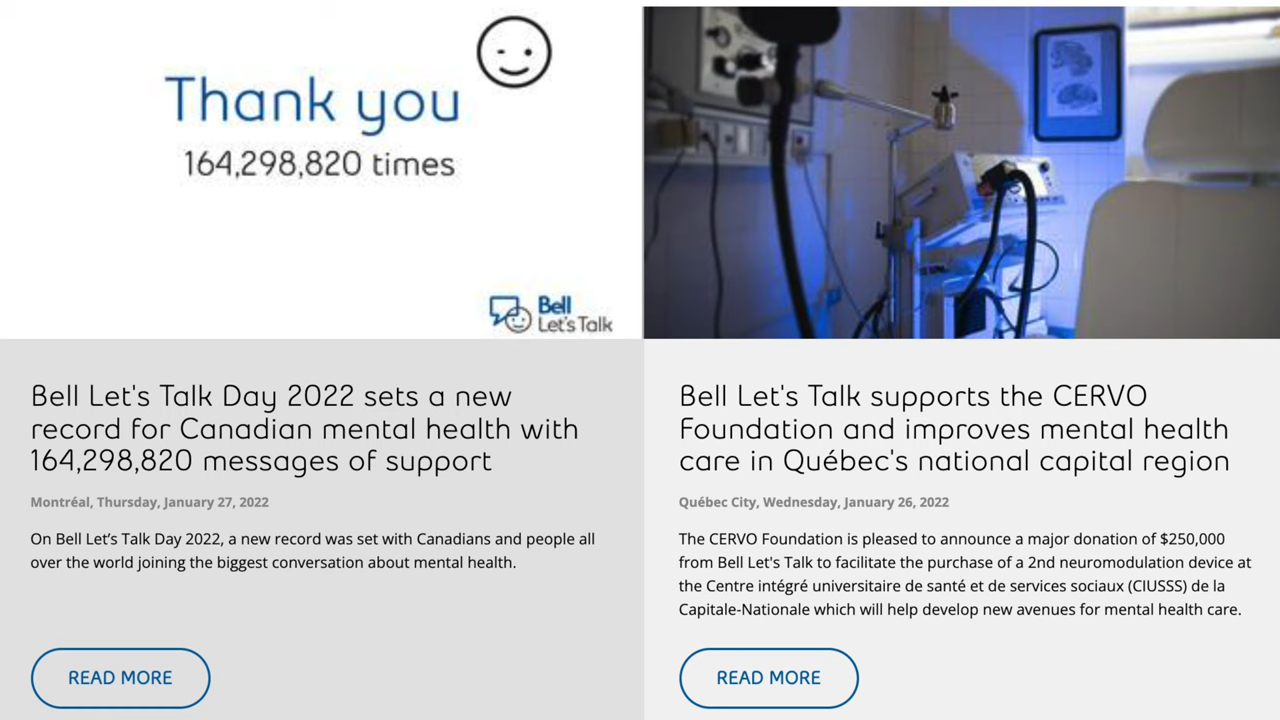 Thank you
164,298,820 times
Bell
Let's Talk
Bell Let's Talk Day 2022 sets a new
record for Canadian mental health with
164,298,820 messages of support
Montréal, Thursday, January 27, 2022
On Bell Let’s Talk Day 2022, a new record was set with Canadians and people all
over the world joining the biggest conversation about mental health.
READ MORE
Bell Let's Talk supports the CERVO
Foundation and improves mental health
care in Québec's national capital region
Québec City, Wednesday, January 26, 2022
The CERVO Foundation is pleased to announce a major donation of $250,000
from Bell Let's Talk to facilitate the purchase of a 2nd neuromodulation device at
the Centre intégré universitaire de santé et de services sociaux (CIUSSS) de la
Capitale-Nationale which will help develop new avenues for mental health care.
READ MORE